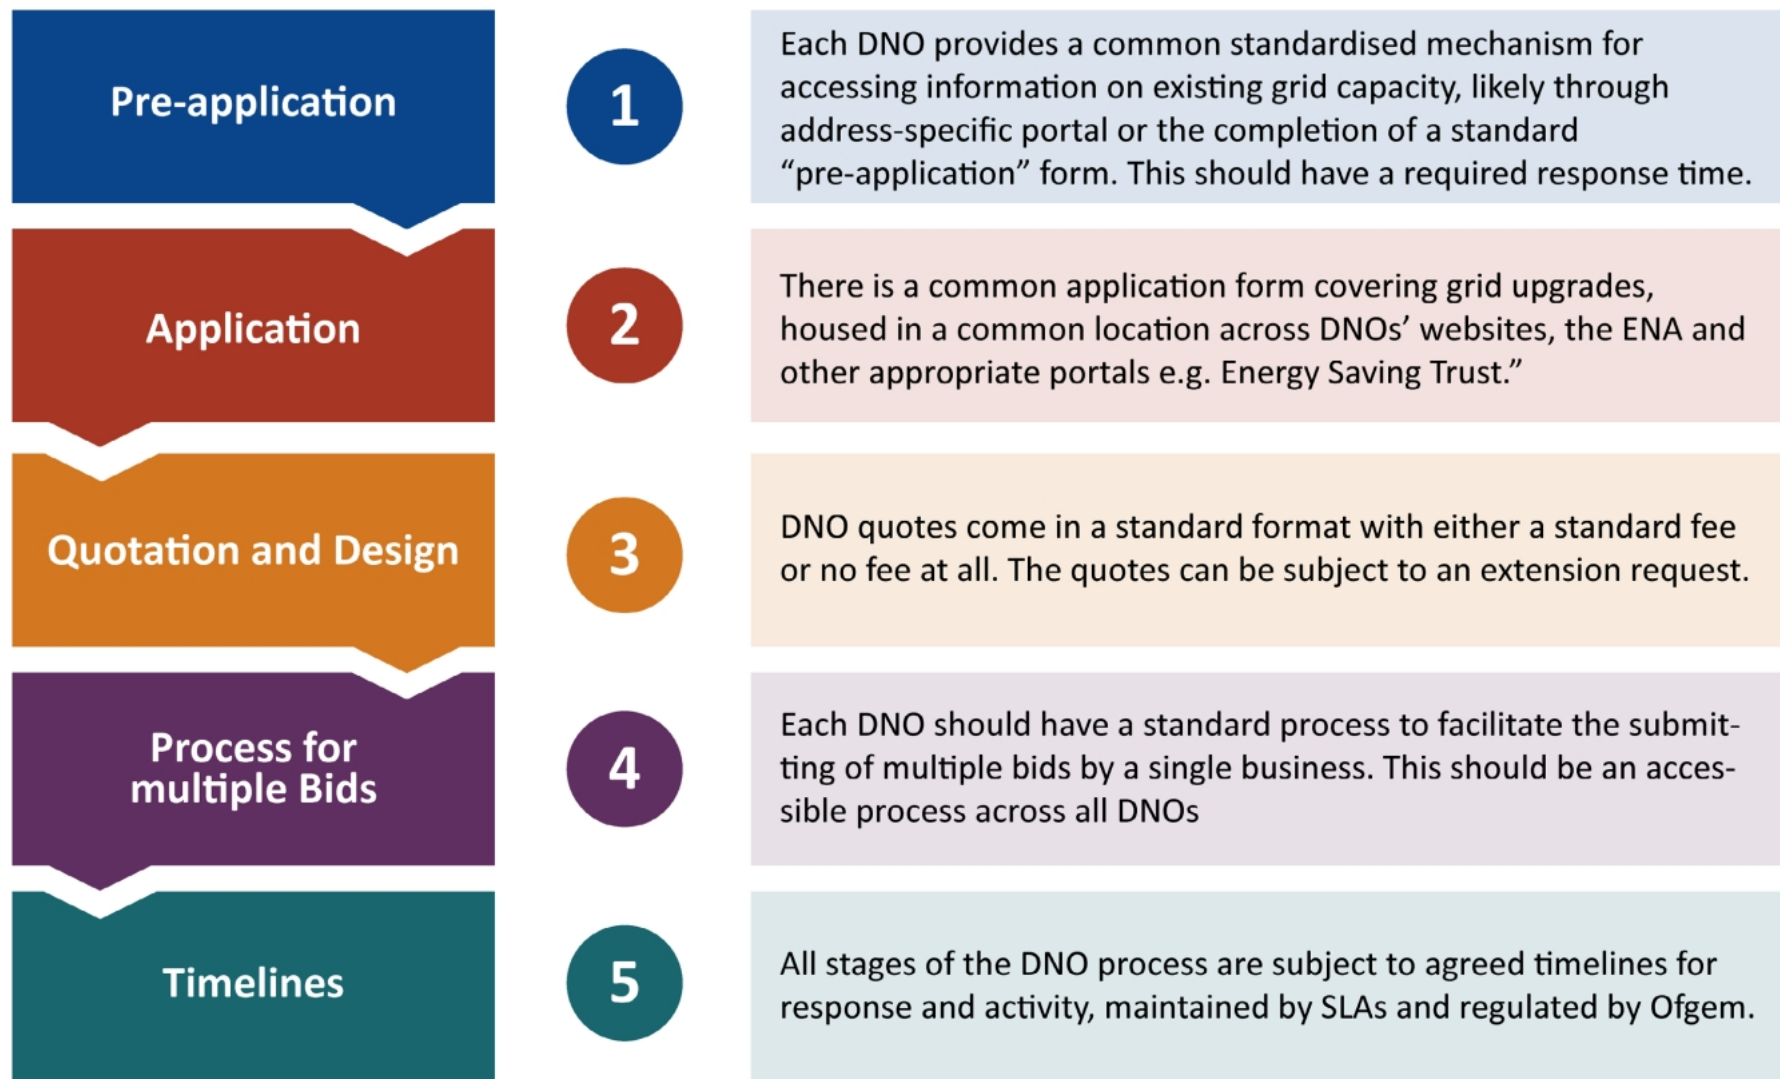 Pre-application
1
Each DNO provides a common standardised mechanism for
accessing information on existing grid capacity, likely through
address-specific portal or the completion of a standard
“pre-application” form. This should have a required response time.
Application
2
There is a common application form covering grid upgrades,
housed in a common location across DNOs’ websites, the ENA and
other appropriate portals e.g. Energy Saving Trust.”
Quotation and Design
3
DNO quotes come in a standard format with either a standard fee
or no fee at all. The quotes can be subject to an extension request.
Process for
multiple Bids
4
Each DNO should have a standard process to facilitate the submit-
ting of multiple bids by a single business. This should be an acces-
sible process across all DNOs
Timelines
5
All stages of the DNO process are subject to agreed timelines for
response and activity, maintained by SLAs and regulated by Ofgem.